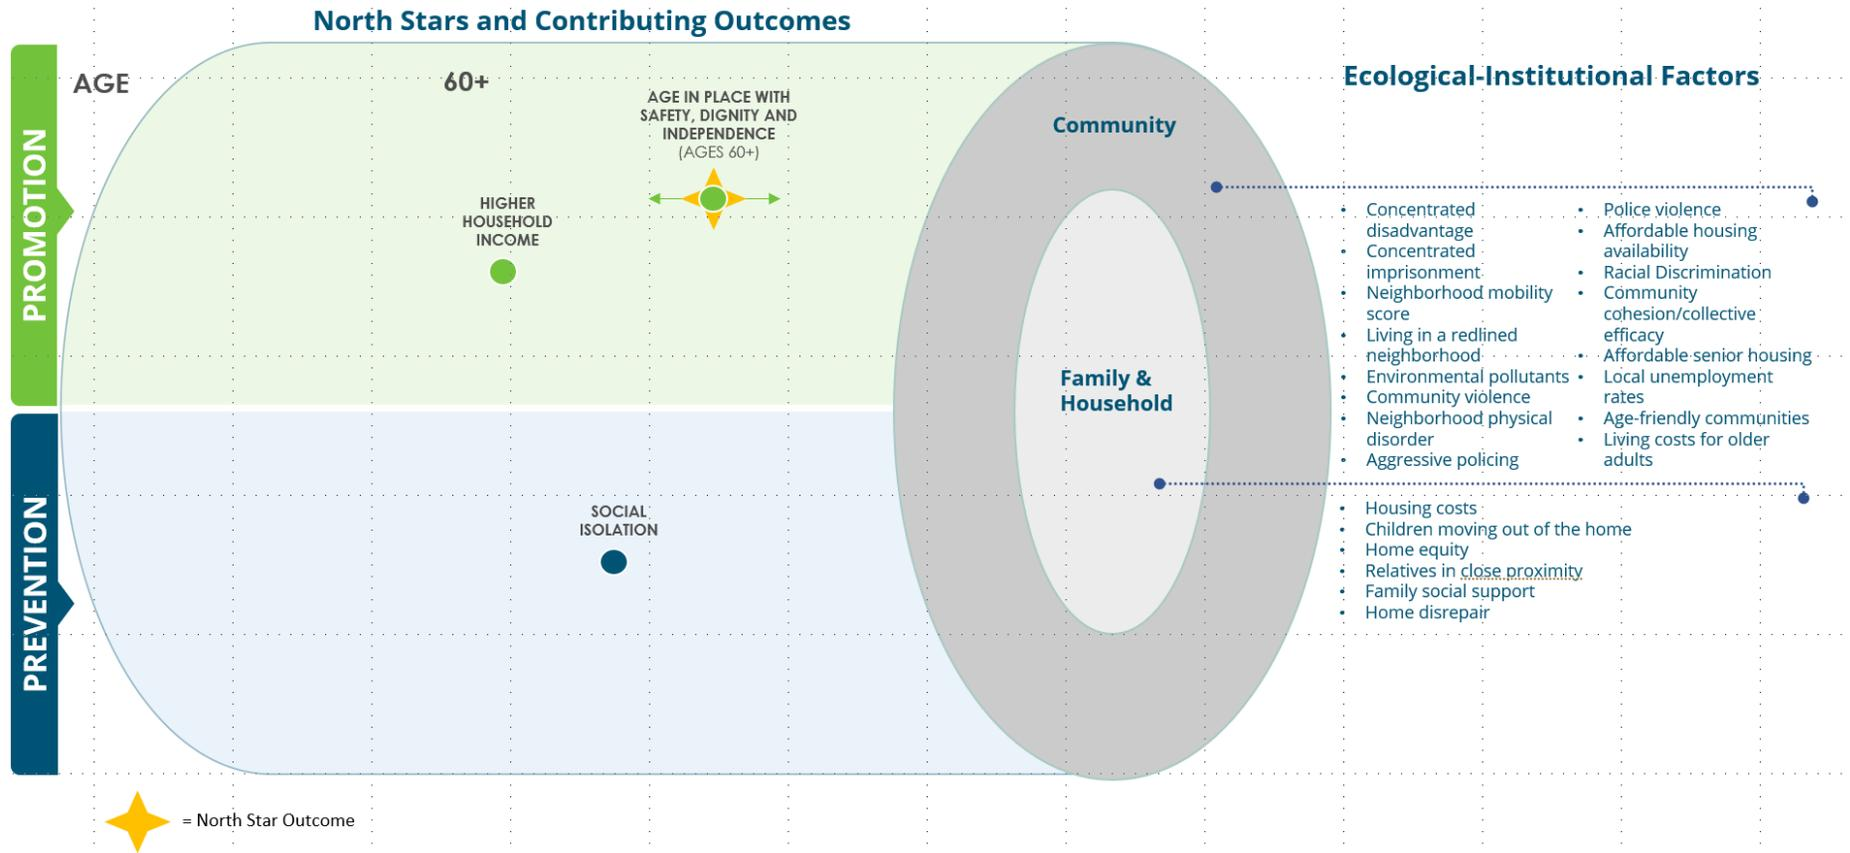 North Stars and Contributing Outcomes
PROMOTION
AGE
60+
AGE IN PLACE WITH
SAFETY, DIGNITY AND
INDEPENDENCE
(AGES 60+)
HIGHER
HOUSEHOLD
INCOME
PREVENTION
SOCIAL
ISOLATION
Community
Family &
Household
Ecological-Institutional Factors
• Concentrated
disadvantage
• Concentrated
imprisonment
• Neighborhood mobility
score
• Living in a redlined
neighborhood
• Environmental pollutants
• Community violence
• Neighborhood physical
disorder
• Aggressive policing
• Police violence
• Affordable housing
availability
• Racial Discrimination
• Community
cohesion/collective
efficacy
• Affordable senior housing
• Local unemployment
rates
• Age-friendly communities
• Living costs for older
adults
• Housing costs
• Children moving out of the home
• Home equity
• Relatives in close proximity
• Family social support
• Home disrepair
= North Star Outcome